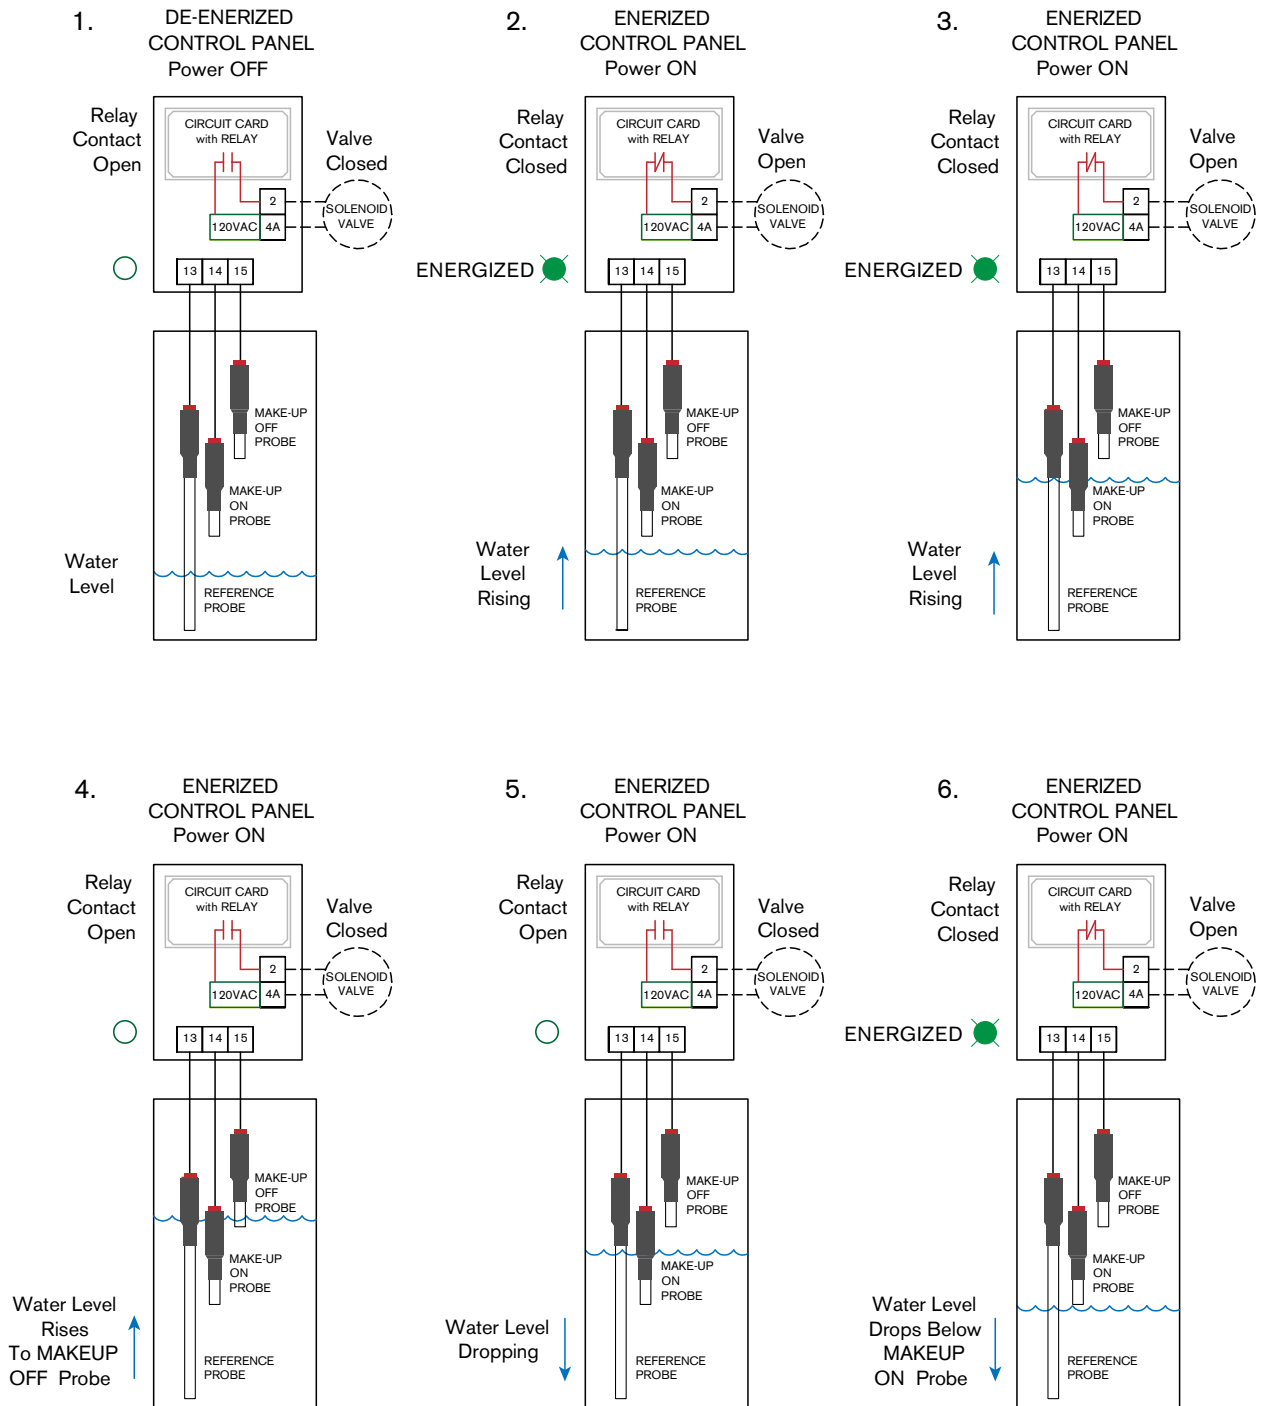 1.
DE-ENERIZED
CONTROL PANEL
Power OFF
Relay
Contact
Open
CIRCUIT CARD
with RELAY
Valve
Closed
2
120VAC 4A
SOLENOID
VALVE
13 14 15
MAKE-UP
OFF
PROBE
MAKE-UP
ON
PROBE
Water
Level
REFERENCE
PROBE
2.
ENERIZED
CONTROL PANEL
Power ON
Relay
Contact
Closed
CIRCUIT CARD
with RELAY
Valve
Open
2
120VAC 4A
SOLENOID
VALVE
ENERGIZED
13 14 15
MAKE-UP
OFF
PROBE
MAKE-UP
ON
PROBE
Water
Level
Rising
REFERENCE
PROBE
3.
ENERIZED
CONTROL PANEL
Power ON
Relay
Contact
Closed
CIRCUIT CARD
with RELAY
Valve
Open
2
120VAC 4A
SOLENOID
VALVE
ENERGIZED
13 14 15
MAKE-UP
OFF
PROBE
MAKE-UP
ON
PROBE
Water
Level
Rising
REFERENCE
PROBE
4.
ENERIZED
CONTROL PANEL
Power ON
Relay
Contact
Open
CIRCUIT CARD
with RELAY
Valve
Closed
2
120VAC 4A
SOLENOID
VALVE
13 14 15
MAKE-UP
OFF
PROBE
MAKE-UP
ON
PROBE
Water Level
Rises
To MAKEUP
OFF Probe
REFERENCE
PROBE
5.
ENERIZED
CONTROL PANEL
Power ON
Relay
Contact
Open
CIRCUIT CARD
with RELAY
Valve
Closed
2
120VAC 4A
SOLENOID
VALVE
13 14 15
MAKE-UP
OFF
PROBE
MAKE-UP
ON
PROBE
Water Level
Dropping
REFERENCE
PROBE
6.
ENERIZED
CONTROL PANEL
Power ON
Relay
Contact
Closed
CIRCUIT CARD
with RELAY
Valve
Open
2
120VAC 4A
SOLENOID
VALVE
ENERGIZED
13 14 15
MAKE-UP
OFF
PROBE
MAKE-UP
ON
PROBE
Water Level
Drops Below
MAKEUP
ON Probe
REFERENCE
PROBE